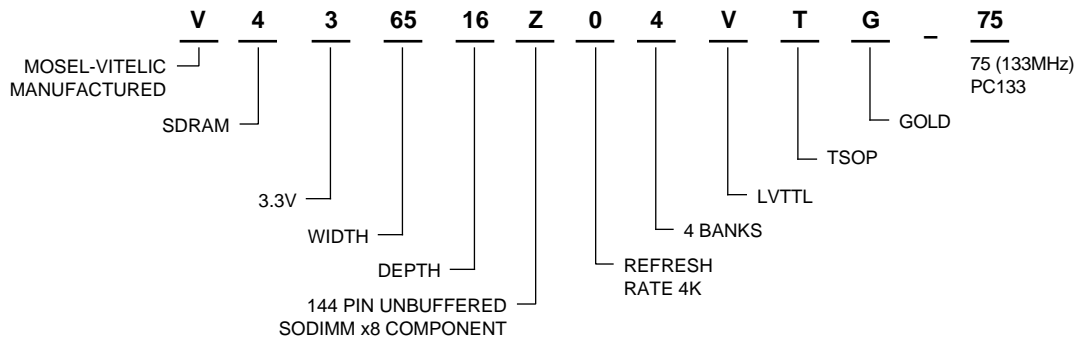 V 4 3 65 16 Z 0 4 V T G – 75
MOSEL-VITELIC
MANUFACTURED
75 (133MHz)
PC133
SDRAM
GOLD
TSOP
3.3V
LVTTL
WIDTH
4 BANKS
DEPTH
REFRESH
RATE 4K
144 PIN UNBUFFERED
SODIMM x8 COMPONENT